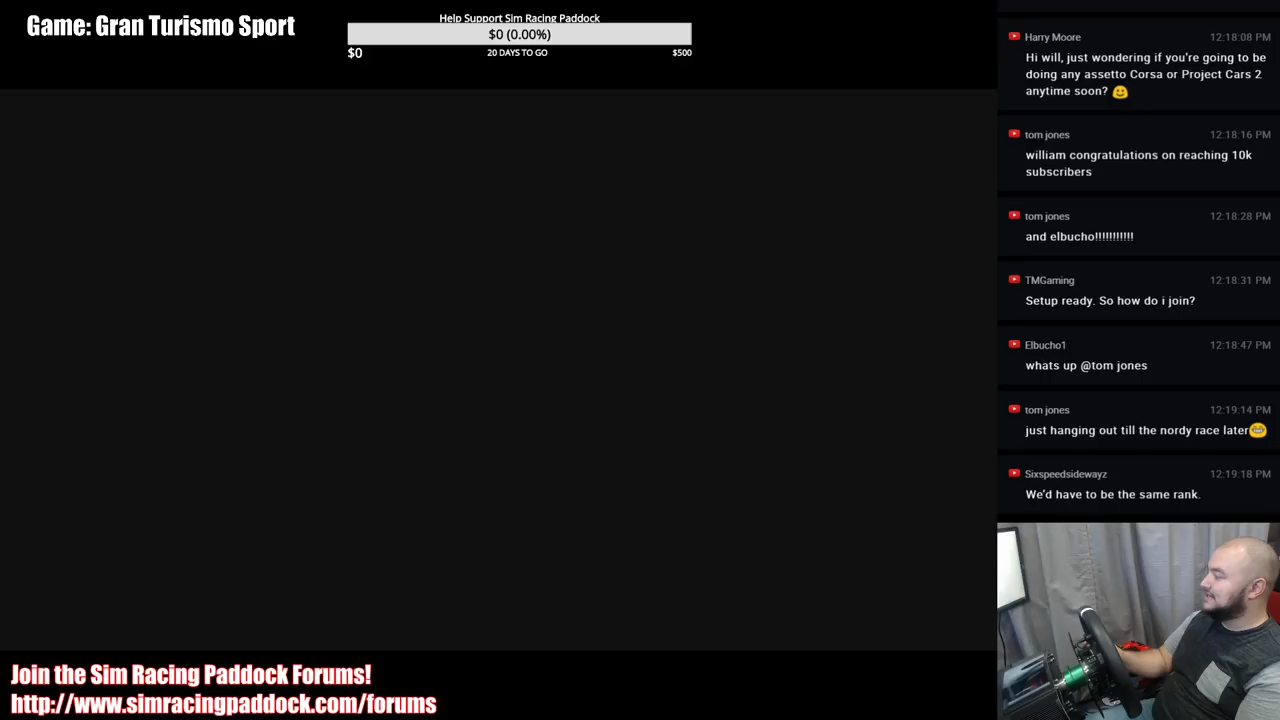 Game: Gran Turismo Sport
Help Support Sim Racing Paddock
$0 (0.00%)
$0
20 DAYS TO GO
$500
Harry Moore 12:18:08 PM
Hi will, just wondering if you're going to be
doing any assetto Corsa or Project Cars 2
anytime soon?
tom jones 12:18:16 PM
william congratulations on reaching 10k
subscribers
tom jones 12:18:28 PM
and elbucho!!!!!!!!!!!
TMGaming 12:18:31 PM
Setup ready. So how do i join?
Elbucho1 12:18:47 PM
whats up @tom jones
tom jones 12:19:14 PM
just hanging out till the nordy race later
Sixspeedsidewayz 12:19:18 PM
We'd have to be the same rank.
Join the Sim Racing Paddock Forums!
http://www.simracingpaddock.com/forums